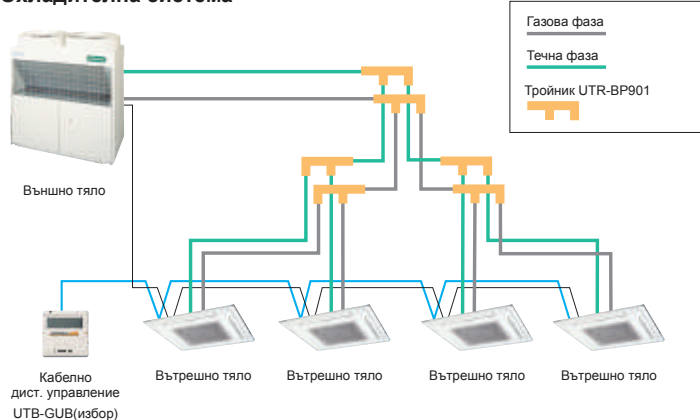 Охладителна система
Газова фаза
Течна фаза
Тройник UTR-BP901
Външно тяло
Кабелно
дист. управление
UTB-GUB(избор)
Вътрешно тяло
Вътрешно тяло
Вътрешно тяло
Вътрешно тяло